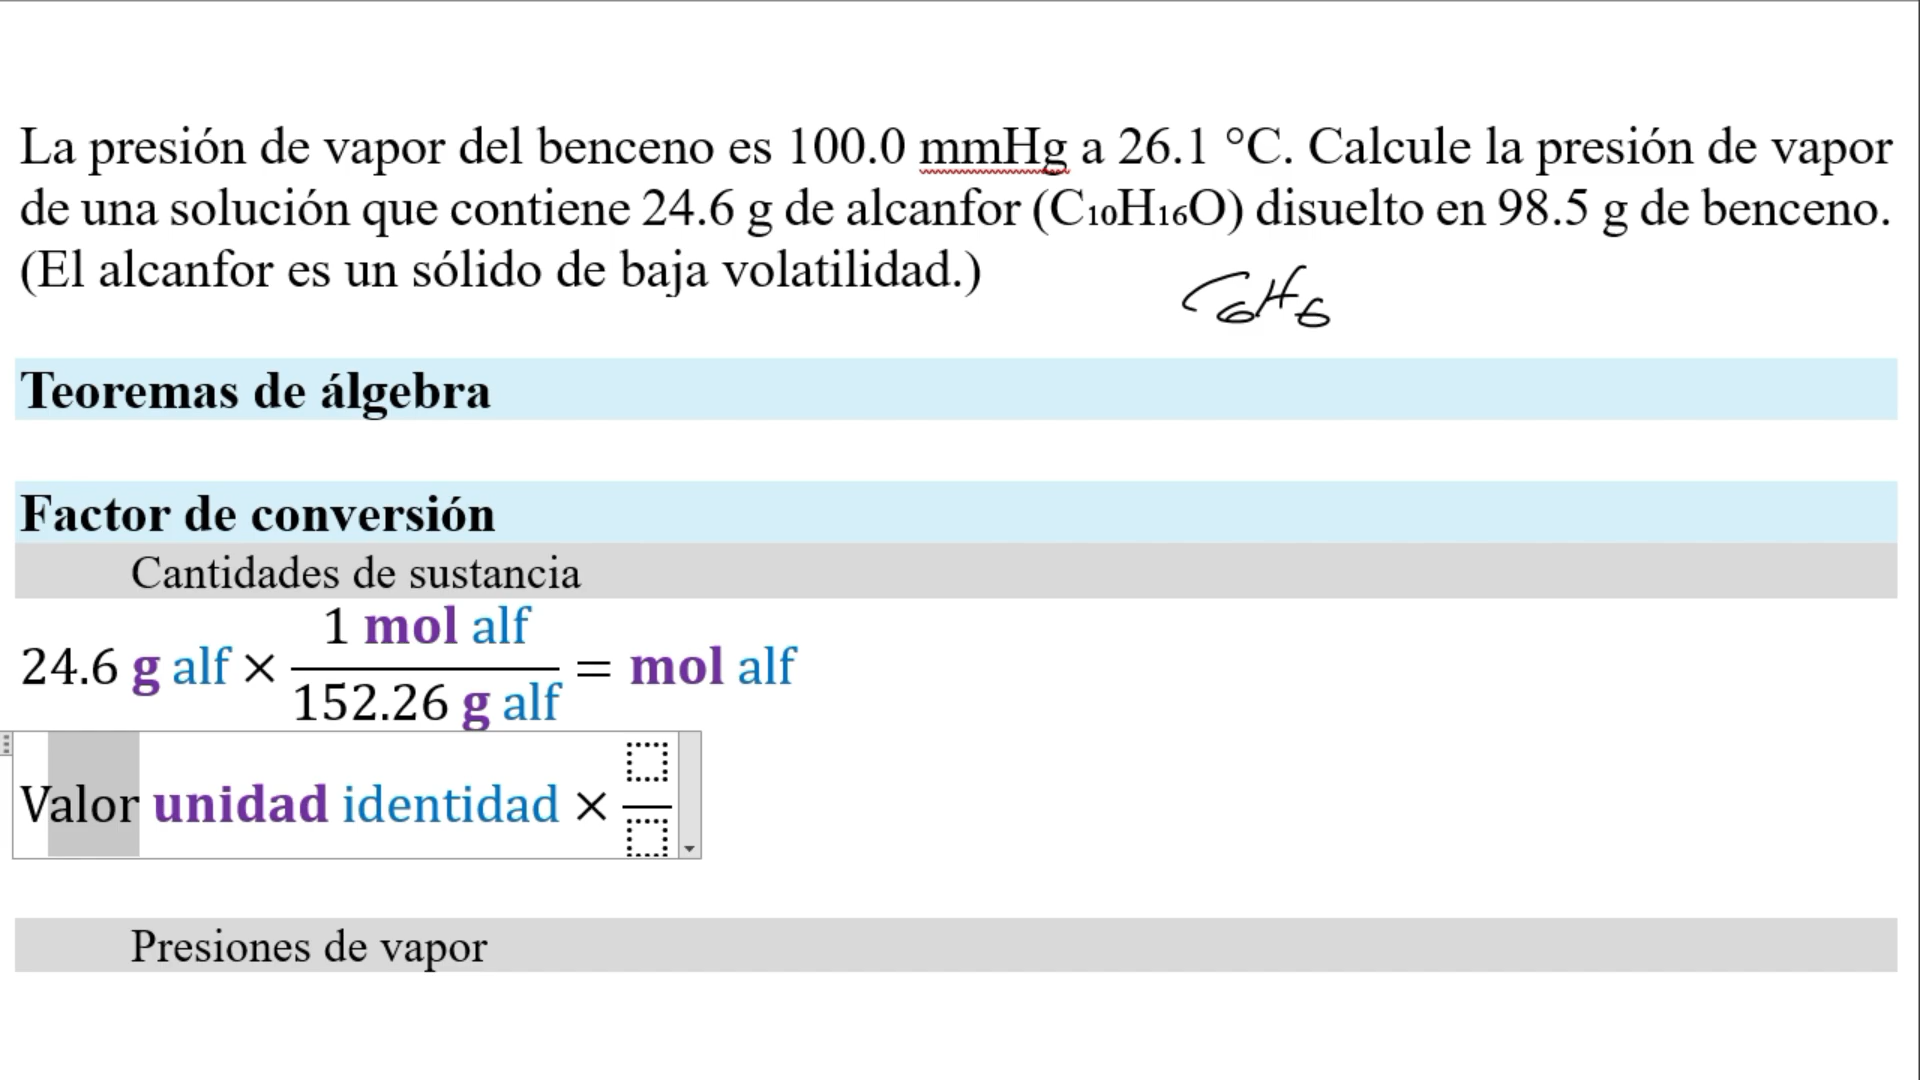 La presión de vapor del benceno es 100.0 mmHg a 26.1 °C. Calcule la presión de vapor
de una solución que contiene 24.6 g de alcanfor (C₁₀H₁₆O) disuelto en 98.5 g de benceno.
(El alcanfor es un sólido de baja volatilidad.)
C6H6
Teoremas de álgebra
Factor de conversión
Cantidades de sustancia
24.6 g alf × 1 mol alf / 152.26 g alf = mol alf
Valor unidad identidad ×
Presiones de vapor